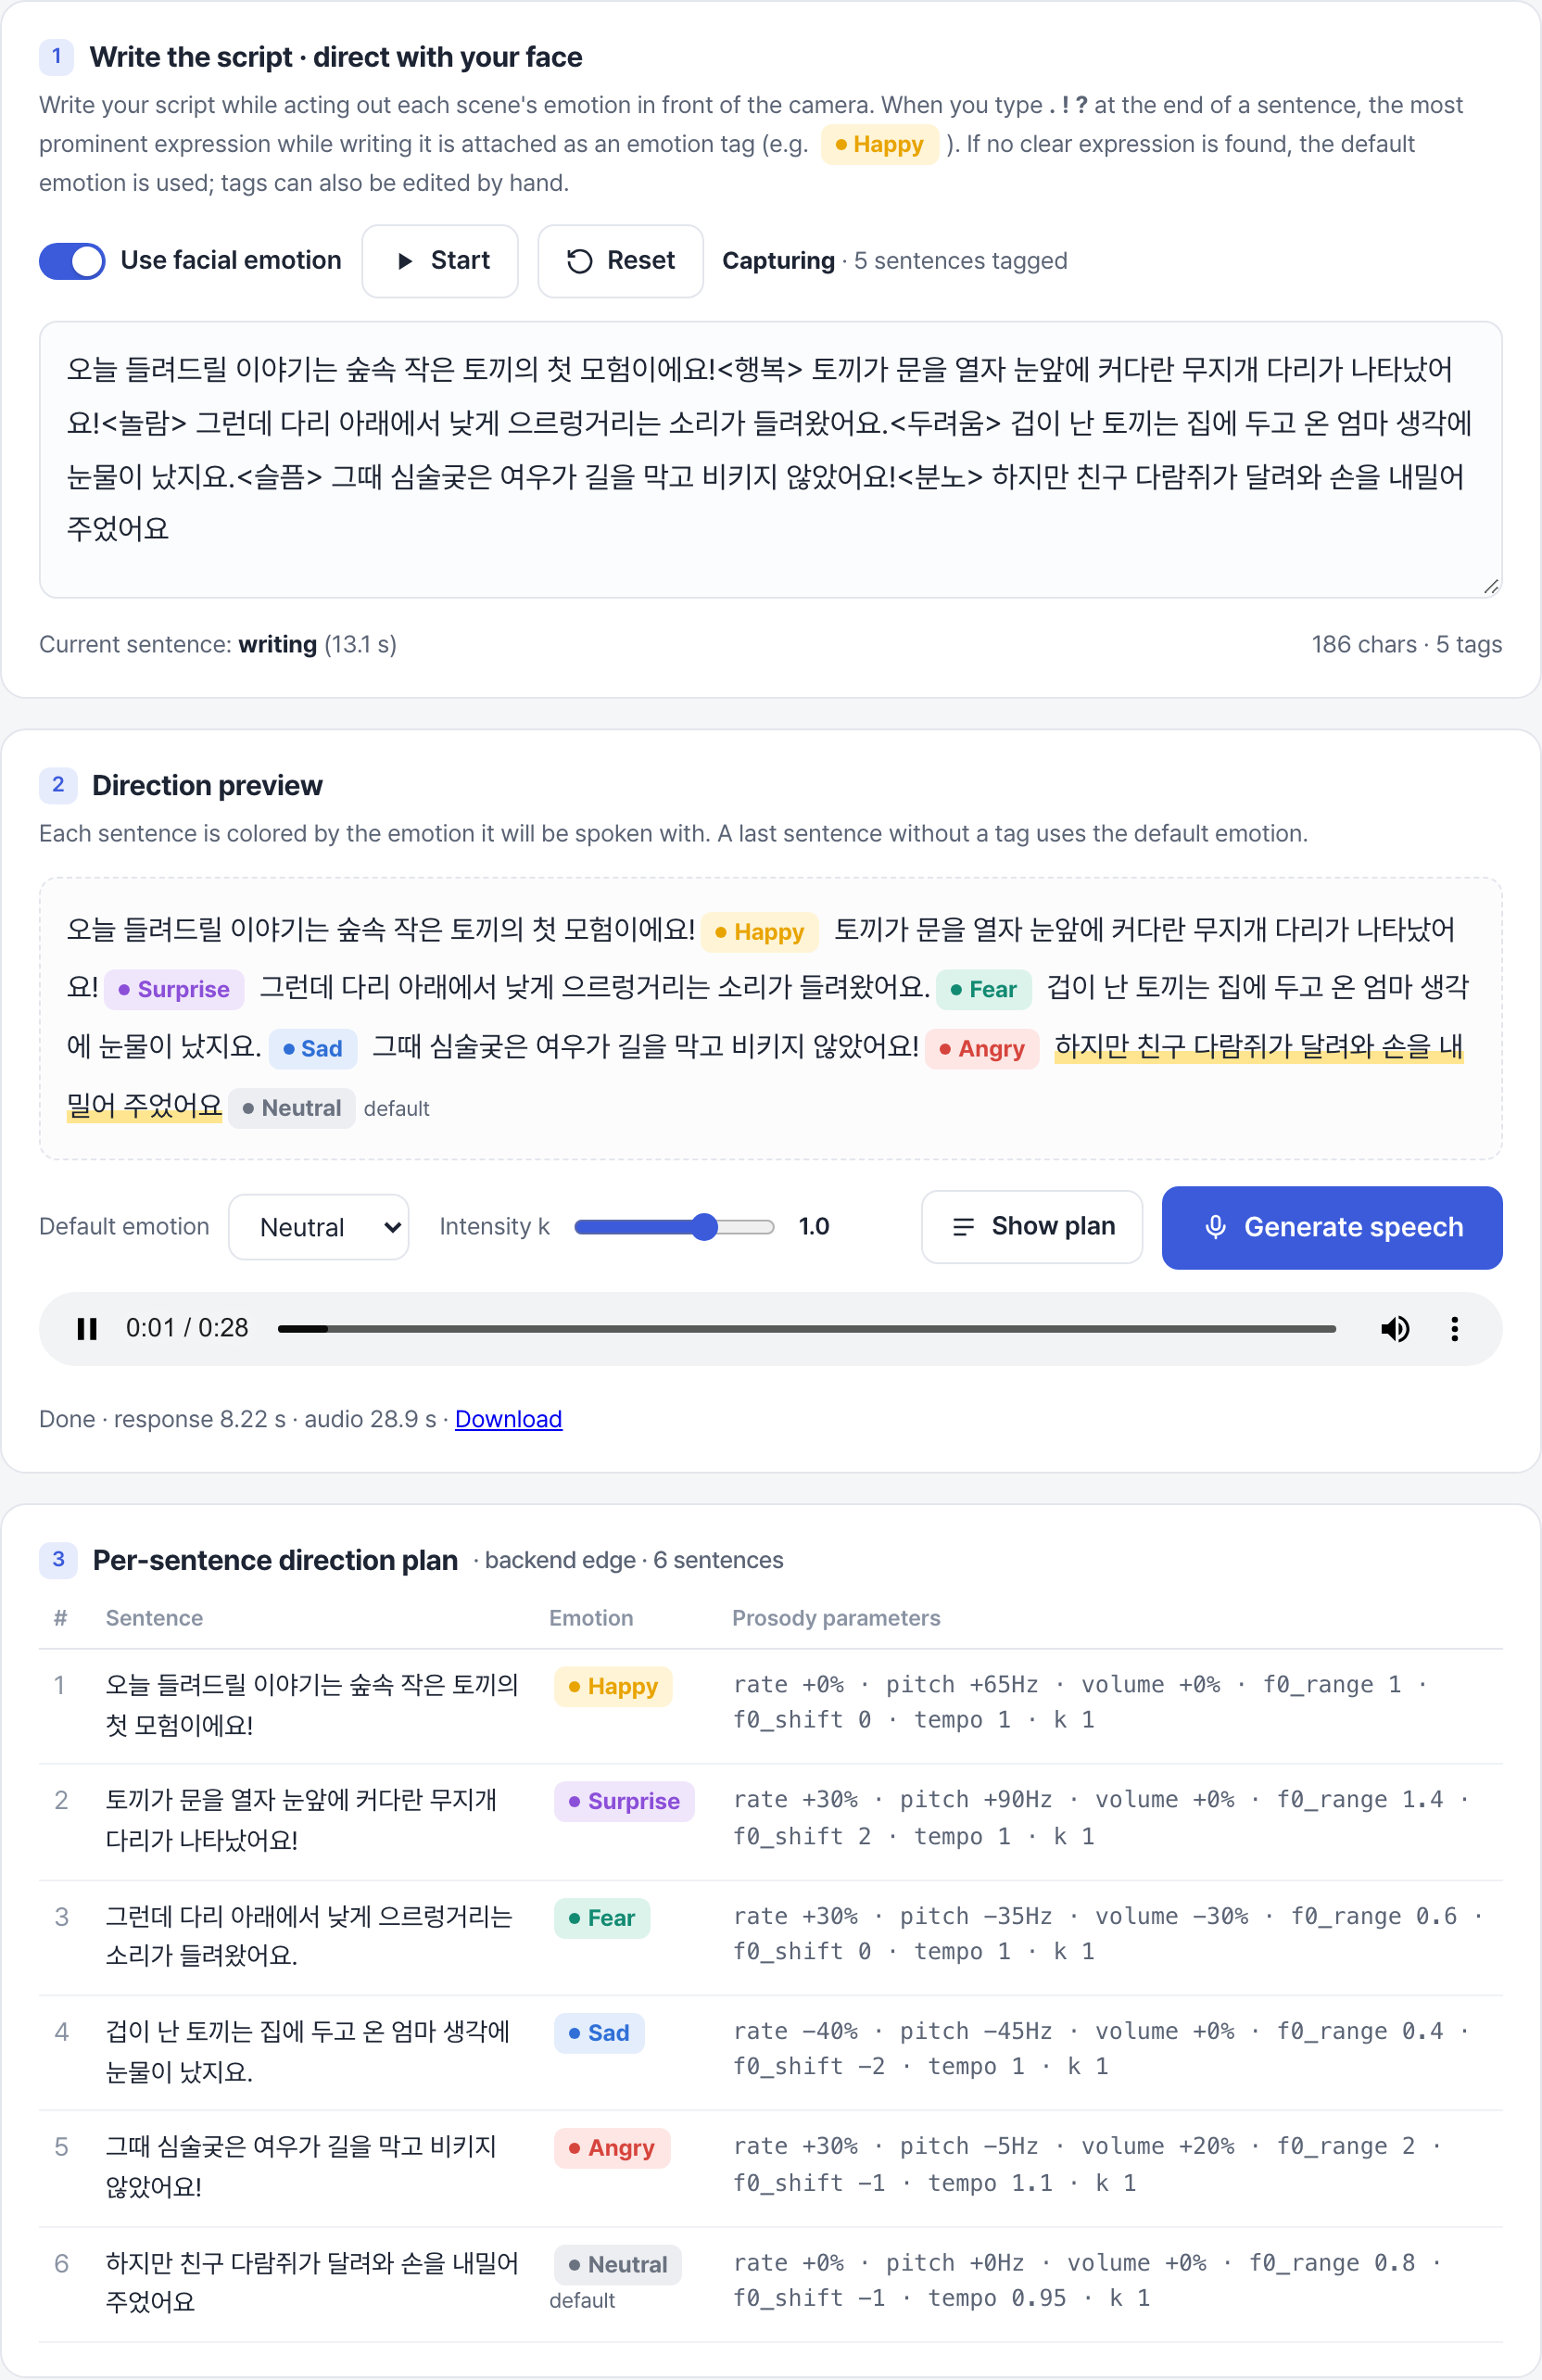 1 Write the script · direct with your face
Write your script while acting out each scene's emotion in front of the camera. When you type . ! ? at the end of a sentence, the most
prominent expression while writing it is attached as an emotion tag (e.g. Happy ). If no clear expression is found, the default
emotion is used; tags can also be edited by hand.
Use facial emotion Start Reset Capturing · 5 sentences tagged
오늘 들려드릴 이야기는 숲속 작은 토끼의 첫 모험이에요!<행복> 토끼가 문을 열자 눈앞에 커다란 무지개 다리가 나타났어
요!<놀람> 그런데 다리 아래에서 낮게 으르렁거리는 소리가 들려왔어요.<두려움> 겁이 난 토끼는 집에 두고 온 엄마 생각에
눈물이 났지요.<슬픔> 그때 심술궂은 여우가 길을 막고 비키지 않았어요!<분노> 하지만 친구 다람쥐가 달려와 손을 내밀어
주었어요
Current sentence: writing (13.1 s) 186 chars · 5 tags
2 Direction preview
Each sentence is colored by the emotion it will be spoken with. A last sentence without a tag uses the default emotion.
오늘 들려드릴 이야기는 숲속 작은 토끼의 첫 모험이에요! Happy 토끼가 문을 열자 눈앞에 커다란 무지개 다리가 나타났어
요! Surprise 그런데 다리 아래에서 낮게 으르렁거리는 소리가 들려왔어요. Fear 겁이 난 토끼는 집에 두고 온 엄마 생각
에 눈물이 났지요. Sad 그때 심술궂은 여우가 길을 막고 비키지 않았어요! Angry 하지만 친구 다람쥐가 달려와 손을 내
밀어 주었어요 Neutral default
Default emotion Neutral Intensity k 1.0 Show plan Generate speech
0:01 / 0:28
Done · response 8.22 s · audio 28.9 s · Download
3 Per-sentence direction plan · backend edge · 6 sentences
# Sentence Emotion Prosody parameters
1 오늘 들려드릴 이야기는 숲속 작은 토끼의 Happy rate +0% · pitch +65Hz · volume +0% · f0_range 1 ·
첫 모험이에요! f0_shift 0 · tempo 1 · k 1
2 토끼가 문을 열자 눈앞에 커다란 무지개 Surprise rate +30% · pitch +90Hz · volume +0% · f0_range 1.4 ·
다리가 나타났어요! f0_shift 2 · tempo 1 · k 1
3 그런데 다리 아래에서 낮게 으르렁거리는 Fear rate +30% · pitch −35Hz · volume −30% · f0_range 0.6 ·
소리가 들려왔어요. f0_shift 0 · tempo 1 · k 1
4 겁이 난 토끼는 집에 두고 온 엄마 생각에 Sad rate −40% · pitch −45Hz · volume +0% · f0_range 0.4 ·
눈물이 났지요. f0_shift −2 · tempo 1 · k 1
5 그때 심술궂은 여우가 길을 막고 비키지 Angry rate +30% · pitch −5Hz · volume +20% · f0_range 2 ·
않았어요! f0_shift −1 · tempo 1.1 · k 1
6 하지만 친구 다람쥐가 달려와 손을 내밀어 Neutral rate +0% · pitch +0Hz · volume +0% · f0_range 0.8 ·
주었어요 default f0_shift −1 · tempo 0.95 · k 1